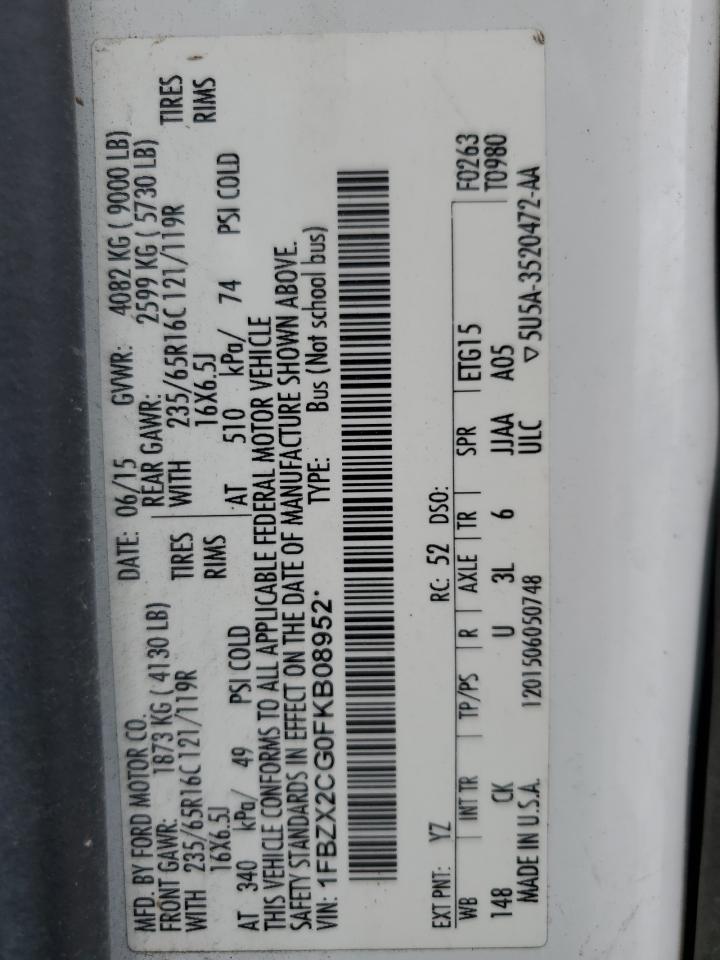 MFD. BY FORD MOTOR CO. DATE: 06/15 GVWR: 4082 KG ( 9000 LB)
FRONT GAWR: 1873 KG ( 4130 LB) REAR GAWR: 2599 KG ( 5730 LB)
WITH 235/65R16C 121/119R TIRES WITH 235/65R16C 121/119R TIRES
16X6.5J RIMS 16X6.5J RIMS
AT 340 kPa/ 49 PSI COLD AT 510 kPa/ 74 PSI COLD
THIS VEHICLE CONFORMS TO ALL APPLICABLE FEDERAL MOTOR VEHICLE
SAFETY STANDARDS IN EFFECT ON THE DATE OF MANUFACTURE SHOWN ABOVE.
VIN: 1FBZX2CG0FKB08952* TYPE: Bus (Not school bus)
EXT PNT: YZ RC: 52 DSO: F0263
WB INT TR TP/PS R AXLE TR SPR ETG15 T0980
148 CK U 3L 6 JJAA A05
MADE IN U.S.A. 1201506050748 ULC ▽5U5A-3520472-AA